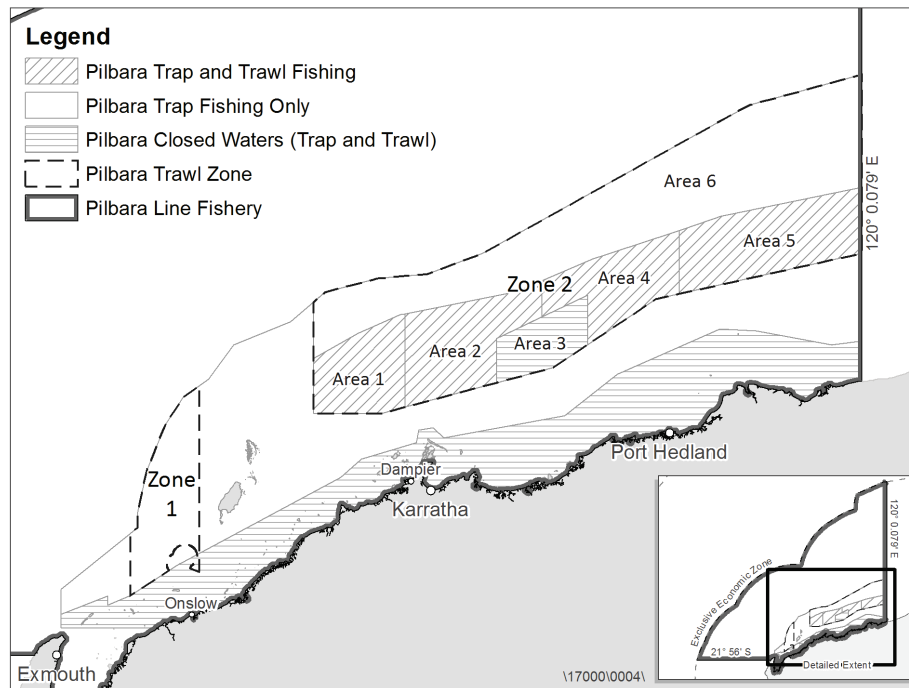 Legend
Pilbara Trap and Trawl Fishing
Pilbara Trap Fishing Only
Pilbara Closed Waters (Trap and Trawl)
Pilbara Trawl Zone
Pilbara Line Fishery
Area 6
120° 0.079' E
Area 5
Zone 2
Area 4
Area 3
Area 2
Area 1
Zone
1
Port Hedland
Dampier
Karratha
Onslow
Exmouth
\17000\0004\
120° 0.079' E
Exclusive Economic Zone
21° 56' S
Detailed Extent